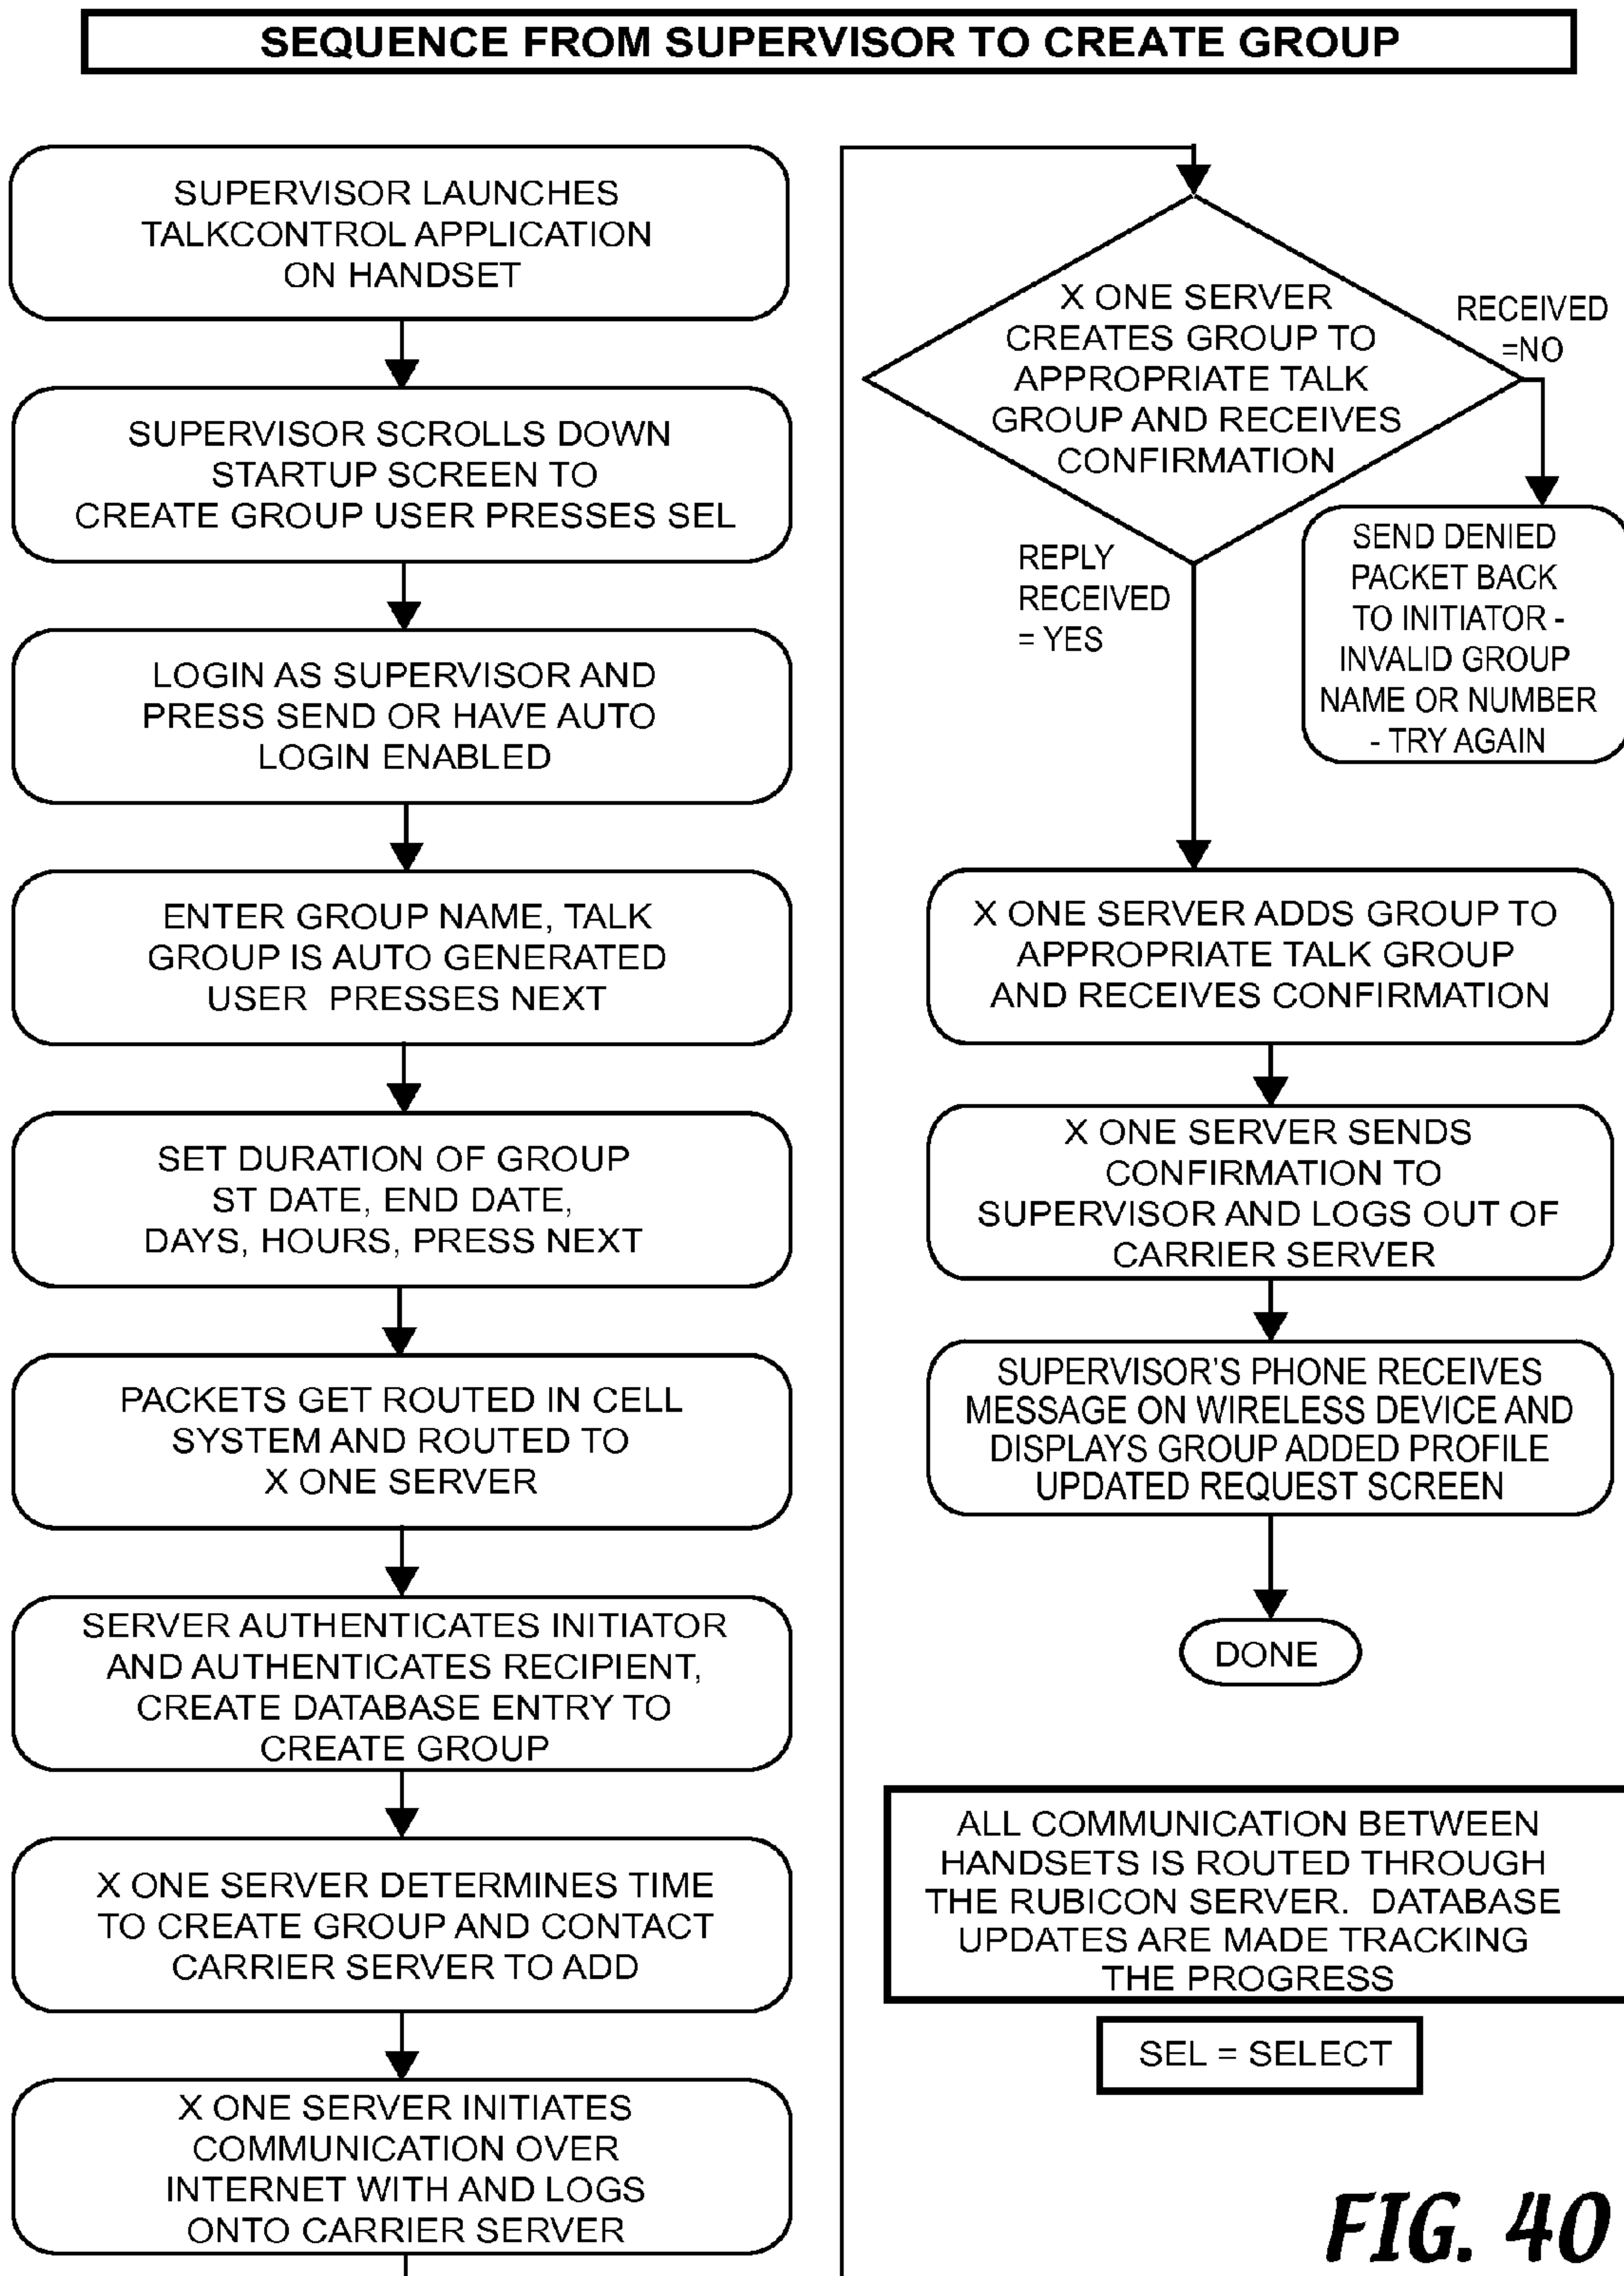 SEQUENCE FROM SUPERVISOR TO CREATE GROUP
SUPERVISOR LAUNCHES
TALKCONTROL APPLICATION
ON HANDSET
SUPERVISOR SCROLLS DOWN
STARTUP SCREEN TO
CREATE GROUP USER PRESSES SEL
LOGIN AS SUPERVISOR AND
PRESS SEND OR HAVE AUTO
LOGIN ENABLED
ENTER GROUP NAME, TALK
GROUP IS AUTO GENERATED
USER PRESSES NEXT
SET DURATION OF GROUP
ST DATE, END DATE,
DAYS, HOURS, PRESS NEXT
PACKETS GET ROUTED IN CELL
SYSTEM AND ROUTED TO
X ONE SERVER
SERVER AUTHENTICATES INITIATOR
AND AUTHENTICATES RECIPIENT,
CREATE DATABASE ENTRY TO
CREATE GROUP
X ONE SERVER DETERMINES TIME
TO CREATE GROUP AND CONTACT
CARRIER SERVER TO ADD
X ONE SERVER INITIATES
COMMUNICATION OVER
INTERNET WITH AND LOGS
ONTO CARRIER SERVER
X ONE SERVER
CREATES GROUP TO
APPROPRIATE TALK
GROUP AND RECEIVES
CONFIRMATION
RECEIVED
=NO
SEND DENIED
PACKET BACK
TO INITIATOR -
INVALID GROUP
NAME OR NUMBER
- TRY AGAIN
REPLY
RECEIVED
= YES
X ONE SERVER ADDS GROUP TO
APPROPRIATE TALK GROUP
AND RECEIVES CONFIRMATION
X ONE SERVER SENDS
CONFIRMATION TO
SUPERVISOR AND LOGS OUT OF
CARRIER SERVER
SUPERVISOR'S PHONE RECEIVES
MESSAGE ON WIRELESS DEVICE AND
DISPLAYS GROUP ADDED PROFILE
UPDATED REQUEST SCREEN
DONE
ALL COMMUNICATION BETWEEN
HANDSETS IS ROUTED THROUGH
THE RUBICON SERVER. DATABASE
UPDATES ARE MADE TRACKING
THE PROGRESS
SEL = SELECT
FIG. 40